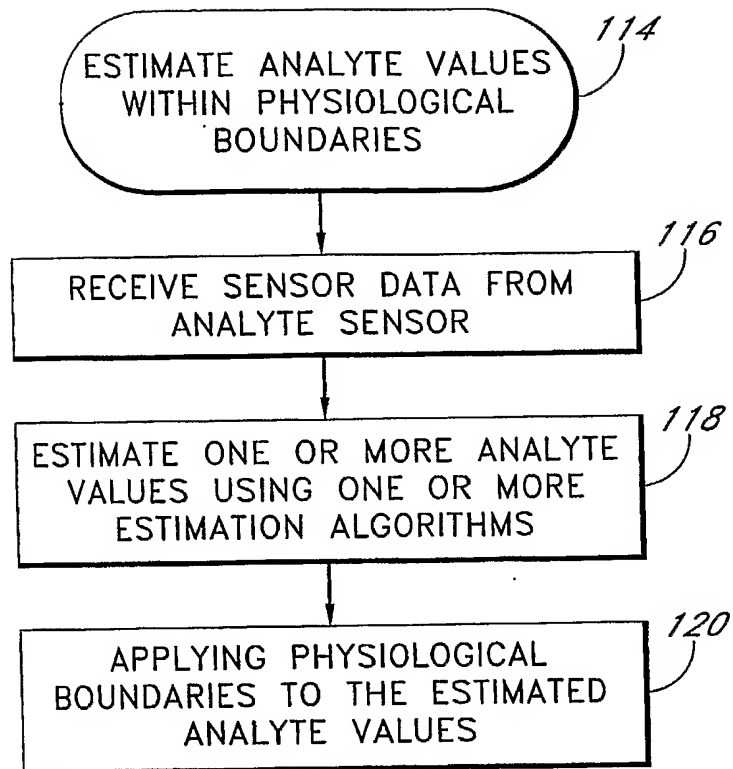 ESTIMATE ANALYTE VALUES
WITHIN PHYSIOLOGICAL
BOUNDARIES
114
RECEIVE SENSOR DATA FROM
ANALYTE SENSOR
116
ESTIMATE ONE OR MORE ANALYTE
VALUES USING ONE OR MORE
ESTIMATION ALGORITHMS
118
APPLYING PHYSIOLOGICAL
BOUNDARIES TO THE ESTIMATED
ANALYTE VALUES
120